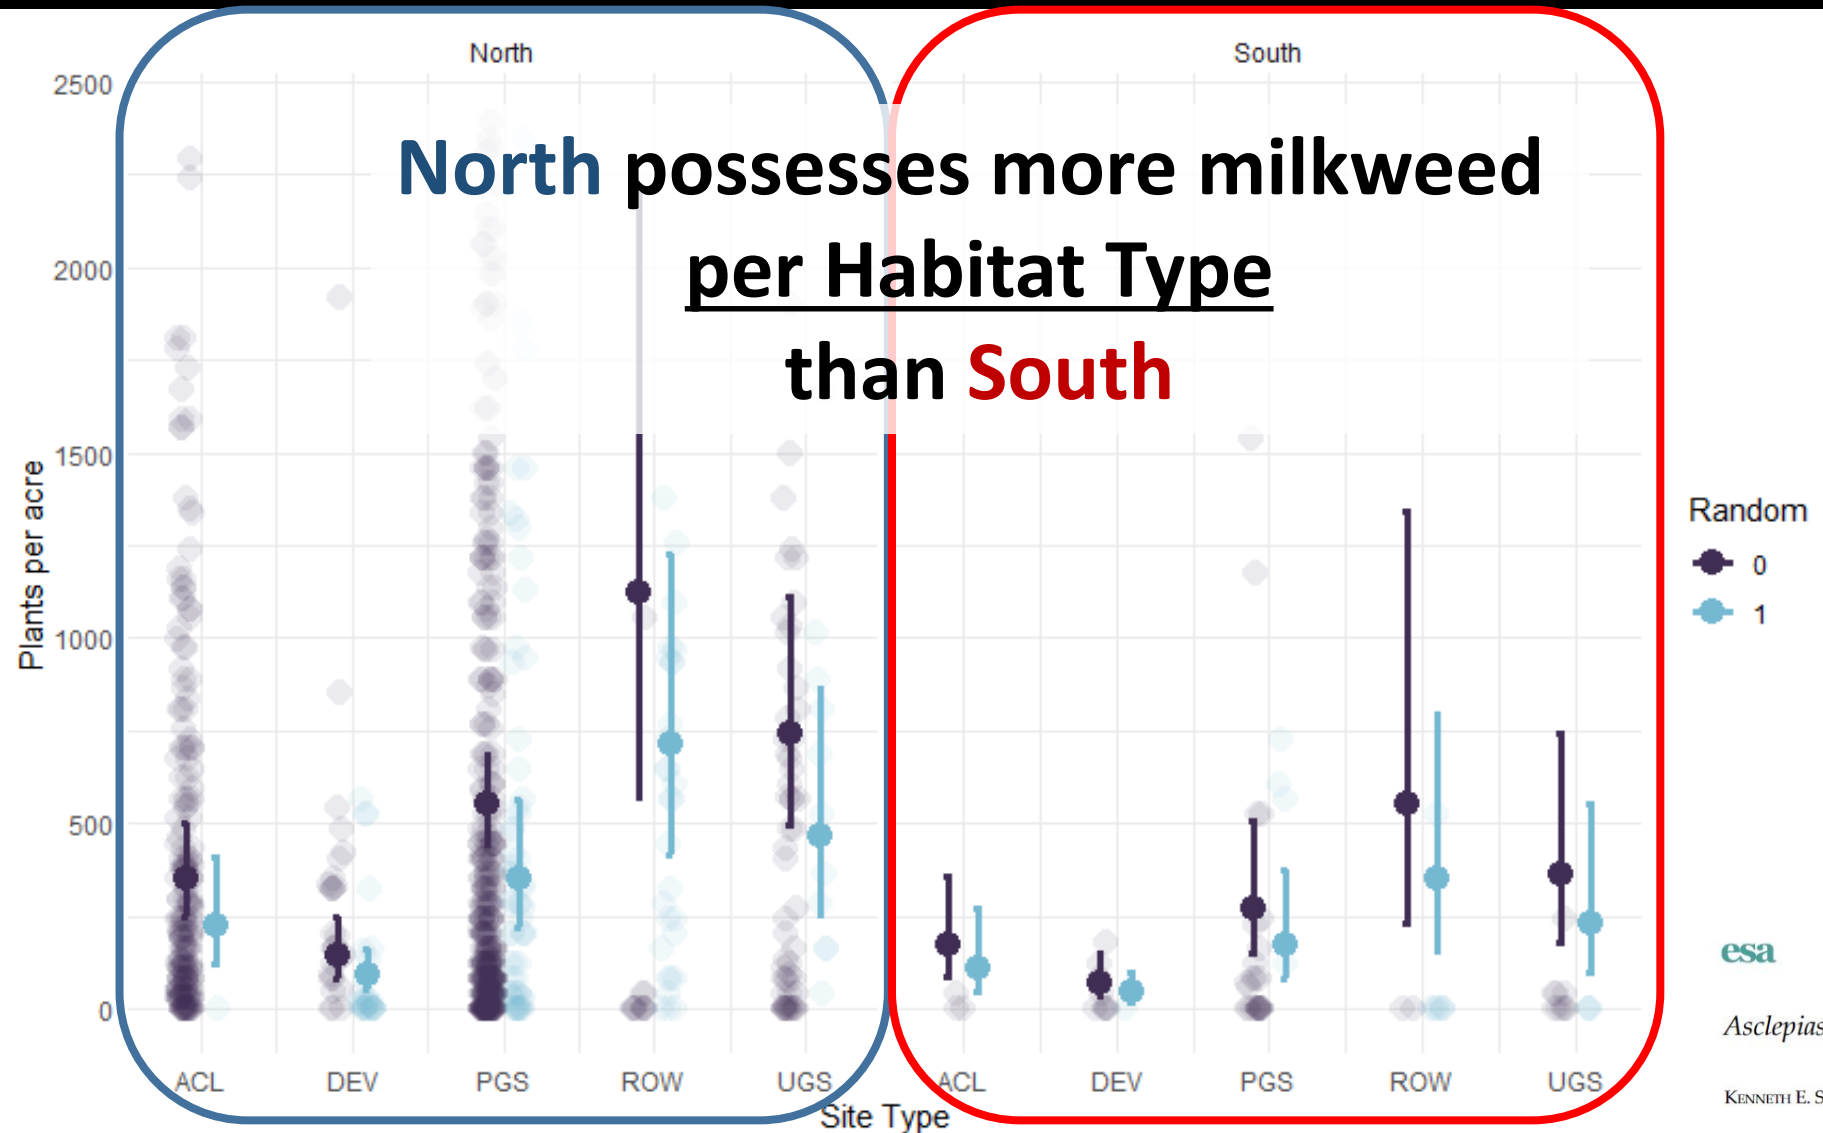 North
South
North possesses more milkweed
per Habitat Type
than South
2500
2000
1500
1000
500
0
Plants per acre
ACL DEV PGS ROW UGS
ACL DEV PGS ROW UGS
Site Type
Random
0
1
esa
Asclepias
KENNETH E. S